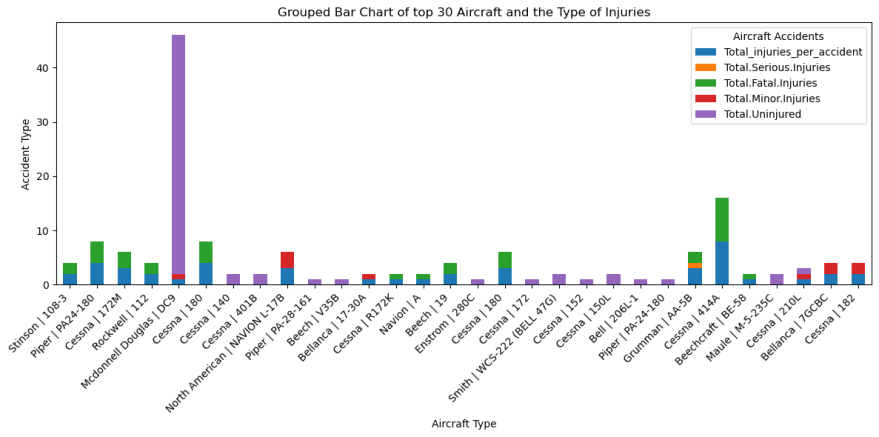 Grouped Bar Chart of top 30 Aircraft and the Type of Injuries
Aircraft Accidents
Total_injuries_per_accident
Total.Serious.Injuries
Total.Fatal.Injuries
Total.Minor.Injuries
Total.Uninjured
Accident Type
40
30
20
10
0
Stinson | 108-3
Piper | PA24-180
Cessna | 172M
Rockwell | 112
Mcdonnell Douglas | DC9
Cessna | 180
Cessna | 140
Cessna | 401B
North American | NAVION L-17B
Piper | PA-28-161
Beech | V35B
Bellanca | 17-30A
Cessna | R172K
Navion | A
Beech | 19
Enstrom | 280C
Cessna | 180
Cessna | 172
Smith | WCS-222 (BELL 47G)
Cessna | 152
Cessna | 150L
Bell | 206L-1
Piper | PA-24-180
Grumman | AA-5B
Cessna | 414A
Beechcraft | BE-58
Maule | M-5-235C
Cessna | 210L
Bellanca | 7GCBC
Cessna | 182
Aircraft Type